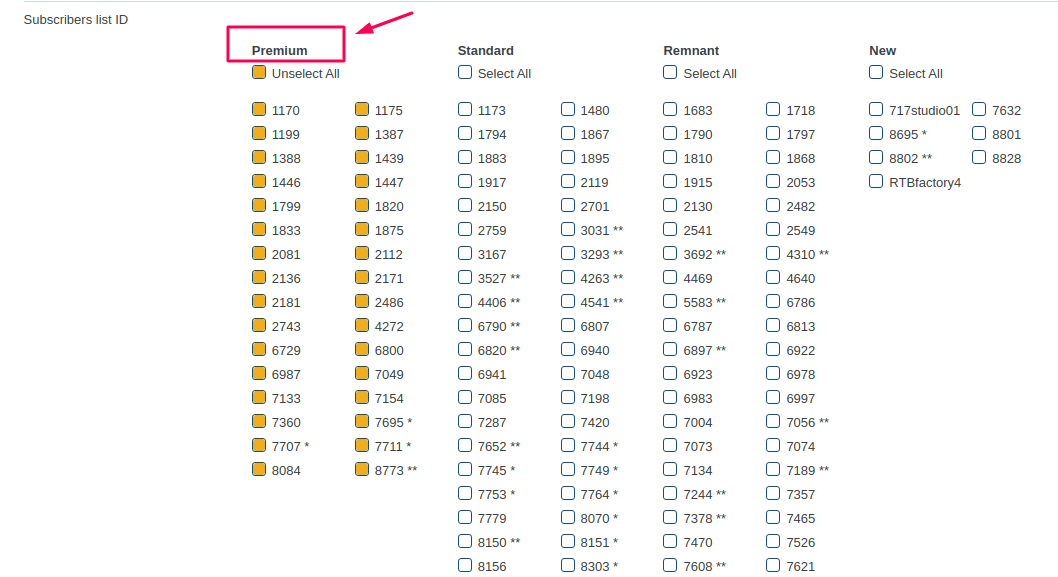 Subscribers list ID
Premium Standard Remnant New
Unselect All Select All Select All Select All
1170 1175 1173 1480 1683 1718 717studio01 7632
1199 1387 1794 1867 1790 1797 8695 * 8801
1388 1439 1883 1895 1810 1868 8802 ** 8828
1446 1447 1917 2119 1915 2053 RTBfactory4
1799 1820 2150 2701 2130 2482
1833 1875 2759 3031 ** 2541 2549
2081 2112 3167 3293 ** 3692 ** 4310 **
2136 2171 3527 ** 4263 ** 4469 4640
2181 2486 4406 ** 4541 ** 5583 ** 6786
2743 4272 6790 ** 6807 6787 6813
6729 6800 6820 ** 6940 6897 ** 6922
6987 7049 6941 7048 6923 6978
7133 7154 7085 7198 6983 6997
7360 7695 * 7287 7420 7004 7056 **
7707 * 7711 * 7652 ** 7744 * 7073 7074
8084 8773 ** 7745 * 7749 * 7134 7189 **
7753 * 7764 * 7244 ** 7357
7779 8070 * 7378 ** 7465
8150 ** 8151 * 7470 7526
8156 8303 * 7608 ** 7621